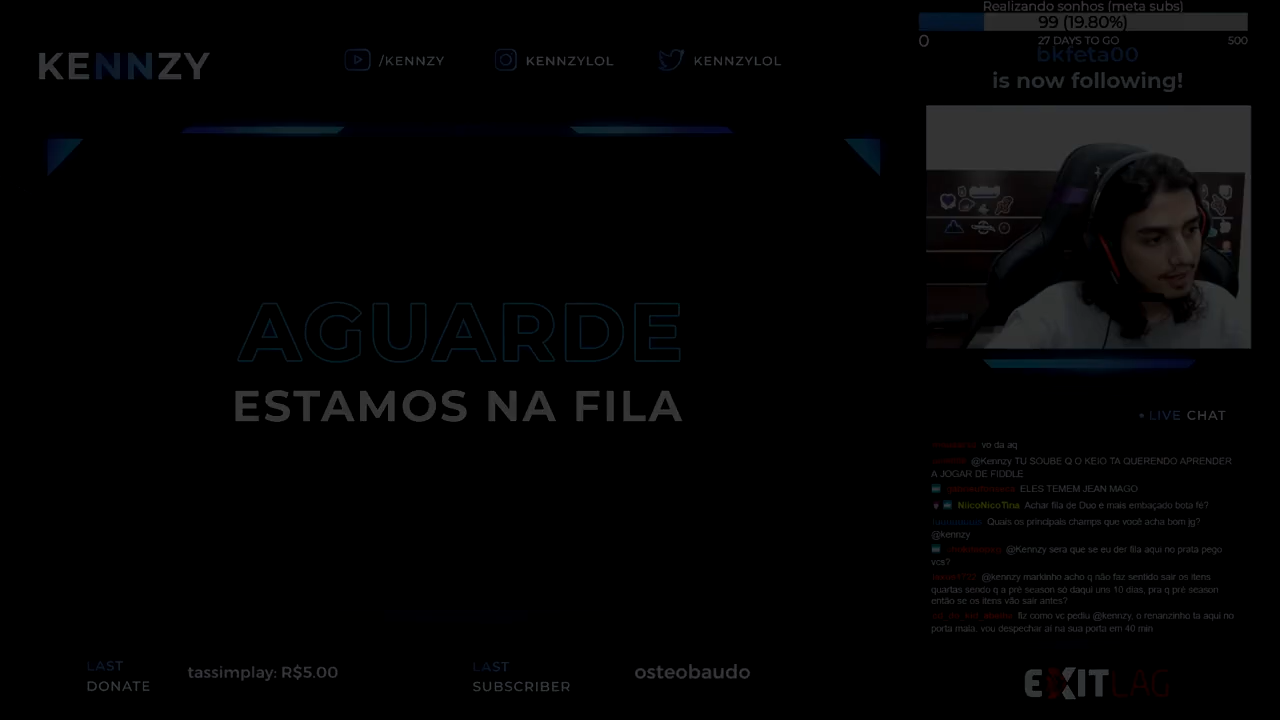 Realizando sonhos (meta subs)
99 (19.80%)
0
27 DAYS TO GO
500
KENNZY
/KENNZY
KENNZYLOL
KENNZYLOL
bkfeta00
is now following!
AGUARDE
ESTAMOS NA FILA
• LIVE CHAT
vo da aq
@Kennzy TU SOUBE Q O KEIO TA QUERENDO APRENDER
A JOGAR DE FIDDLE
ELES TEMEM JEAN MAGO
NiicoNicoTina Achar fila de Duo e mais embaçado bota fé?
Quais os principais champs que você acha bom jg?
@kennzy
@Kennzy sera que se eu der fila aqui no prata pego
vcs?
@kennzy markinho acho q não faz sentido sair os itens
quartas sendo q a pré season só daqui uns 10 dias, pra q pré season
então se os itens vão sair antes?
fiz como vc pediu @kennzy, o renanzinho ta aqui no
porta mala, vou despechar aí na sua porta em 40 min
LAST
DONATE
tassimplay: R$5.00
LAST
SUBSCRIBER
osteobaudo
EXITLAG